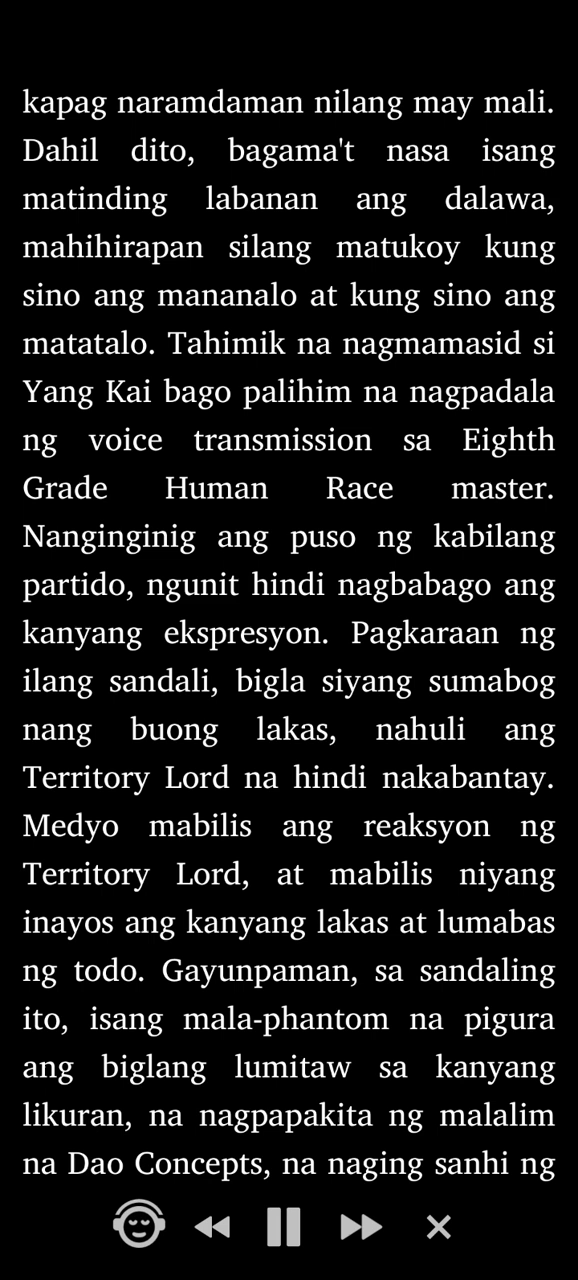 kapag naramdaman nilang may mali.
Dahil dito, bagama't nasa isang
matinding labanan ang dalawa,
mahihirapan silang matukoy kung
sino ang mananalo at kung sino ang
matatalo. Tahimik na nagmamasid si
Yang Kai bago palihim na nagpadala
ng voice transmission sa Eighth
Grade Human Race master.
Nanginginig ang puso ng kabilang
partido, ngunit hindi nagbabago ang
kanyang ekspresyon. Pagkaraan ng
ilang sandali, bigla siyang sumabog
nang buong lakas, nahuli ang
Territory Lord na hindi nakabantay.
Medyo mabilis ang reaksyon ng
Territory Lord, at mabilis niyang
inayos ang kanyang lakas at lumabas
ng todo. Gayunpaman, sa sandaling
ito, isang mala-phantom na pigura
ang biglang lumitaw sa kanyang
likuran, na nagpapakita ng malalim
na Dao Concepts, na naging sanhi ng